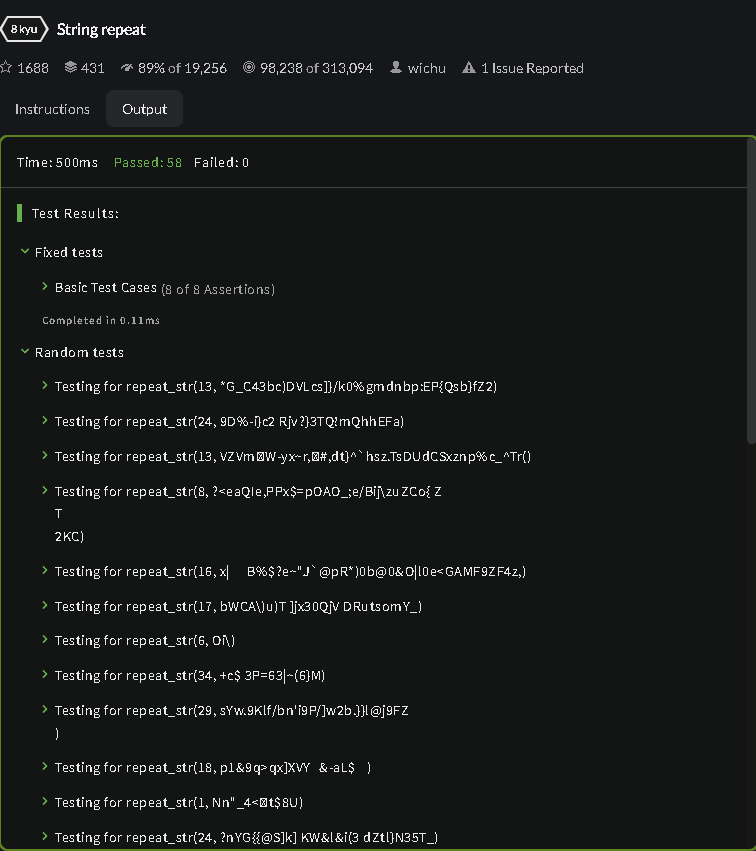 8 kyu String repeat
1688 431 89% of 19,256 98,238 of 313,094 wichu 1 Issue Reported
Instructions Output
Time: 500ms Passed: 58 Failed: 0
Test Results:
Fixed tests
Basic Test Cases (8 of 8 Assertions)
Completed in 0.11ms
Random tests
Testing for repeat_str(13, *G_C43bc)DVLcs]}/k0%gmdnbp:EP{Qsb}fZ2)
Testing for repeat_str(24, 9D%-i}c2 Rjv?}3TQ!mQhhEFa)
Testing for repeat_str(13, VZVm�W-yx~r,�#,dt}^`hsz.TsDUdCSxznp%c_^Tr()
Testing for repeat_str(8, ?<eaQIe,PPx$=pOAO_;e/Bij\zuZCo{ Z
T
2KC)
Testing for repeat_str(16, x| B%$?e~"J`@pR*)0b@0&O|l0e<GAMF9ZF4z,)
Testing for repeat_str(17, bWCA\)u)T ]jx30QjV DRutsomY_)
Testing for repeat_str(6, Oi\)
Testing for repeat_str(34, +c$ 3P=63|~(6}M)
Testing for repeat_str(29, sYw.9Klf/bn'i9P/]w2b.}}l@j9FZ
)
Testing for repeat_str(18, p1&9q>qx]XVY &-aL$ )
Testing for repeat_str(1, Nn"_4<�t$8U)
Testing for repeat_str(24, ?nYG{{@S]k] KW&l&i(3 dZtl}N35T_)